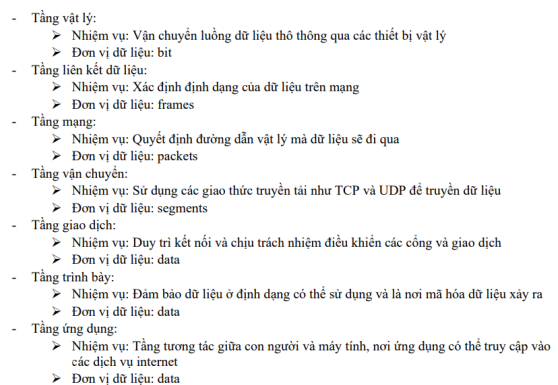 - Tầng vật lý:
➢ Nhiệm vụ: Vận chuyển luồng dữ liệu thô thông qua các thiết bị vật lý
➢ Đơn vị dữ liệu: bit
- Tầng liên kết dữ liệu:
➢ Nhiệm vụ: Xác định định dạng của dữ liệu trên mạng
➢ Đơn vị dữ liệu: frames
- Tầng mạng:
➢ Nhiệm vụ: Quyết định đường dẫn vật lý mà dữ liệu sẽ đi qua
➢ Đơn vị dữ liệu: packets
- Tầng vận chuyển:
➢ Nhiệm vụ: Sử dụng các giao thức truyền tải như TCP và UDP để truyền dữ liệu
➢ Đơn vị dữ liệu: segments
- Tầng giao dịch:
➢ Nhiệm vụ: Duy trì kết nối và chịu trách nhiệm điều khiển các cổng và giao dịch
➢ Đơn vị dữ liệu: data
- Tầng trình bày:
➢ Nhiệm vụ: Đảm bảo dữ liệu ở định dạng có thể sử dụng và là nơi mã hóa dữ liệu xảy ra
➢ Đơn vị dữ liệu: data
- Tầng ứng dụng:
➢ Nhiệm vụ: Tầng tương tác giữa con người và máy tính, nơi ứng dụng có thể truy cập vào
các dịch vụ internet
➢ Đơn vị dữ liệu: data